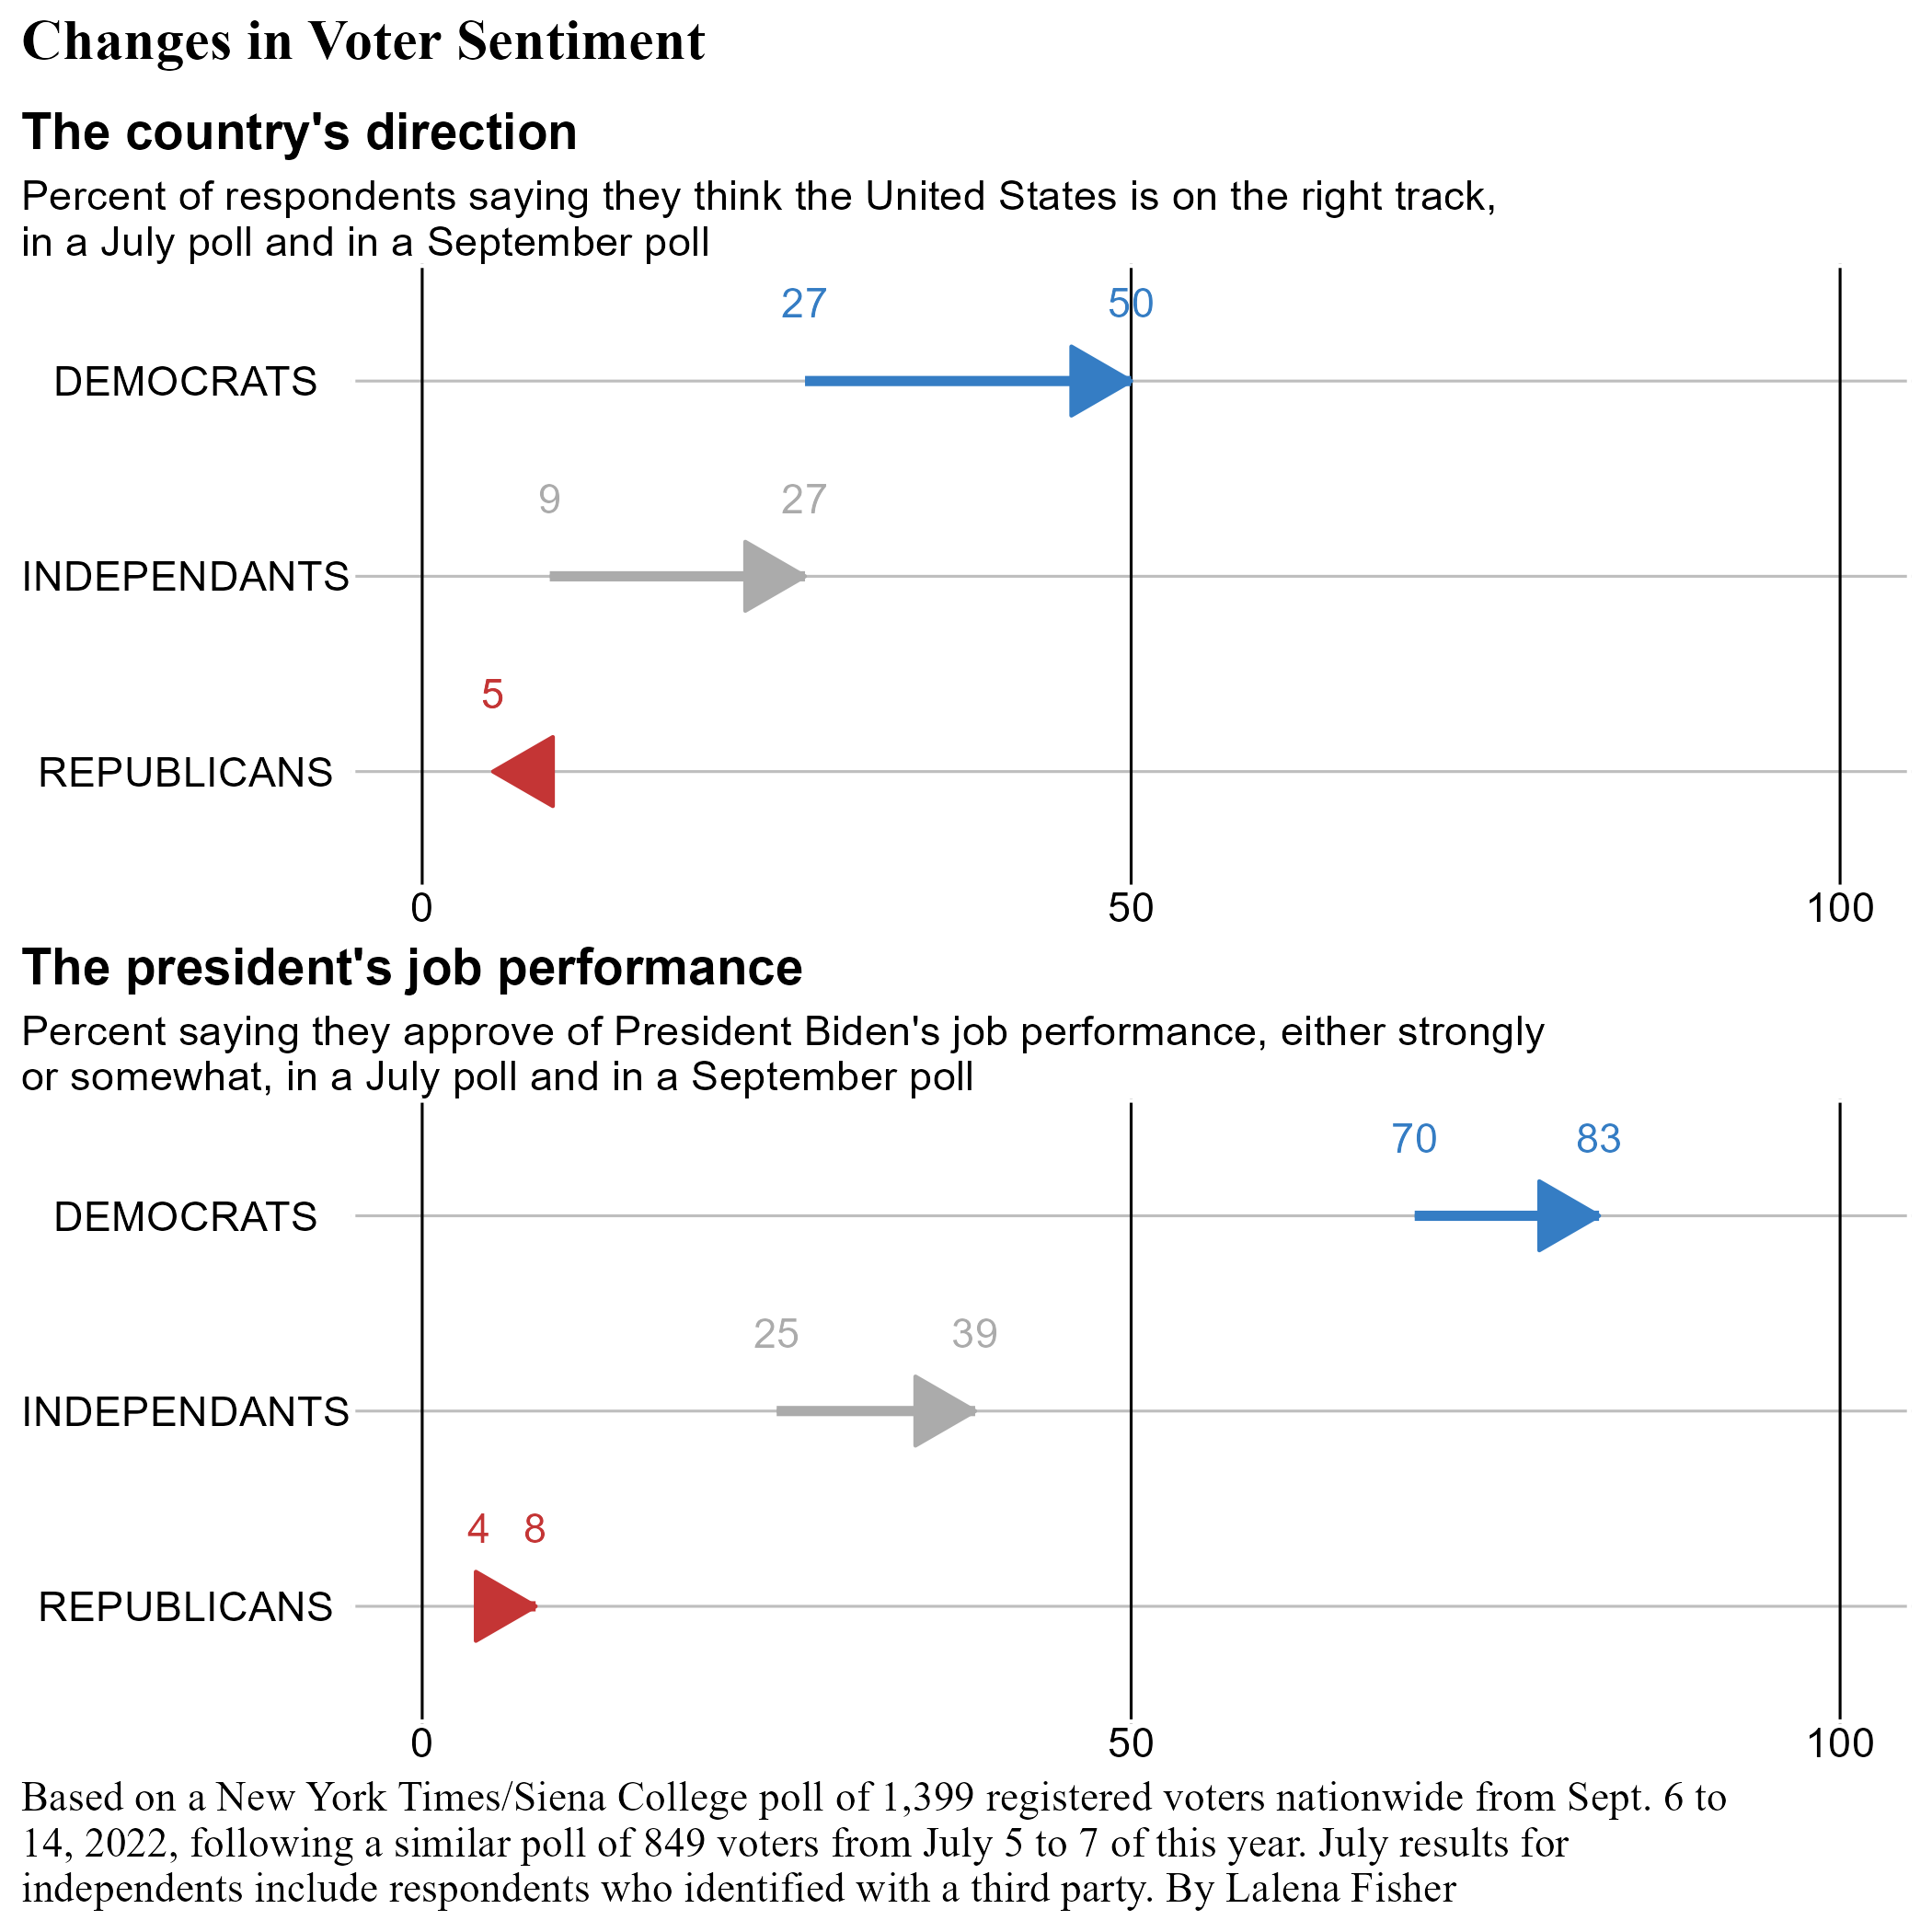 Changes in Voter Sentiment
The country's direction
Percent of respondents saying they think the United States is on the right track,
in a July poll and in a September poll
27 50
DEMOCRATS
9 27
INDEPENDANTS
5
REPUBLICANS
0 50 100
The president's job performance
Percent saying they approve of President Biden's job performance, either strongly
or somewhat, in a July poll and in a September poll
70 83
DEMOCRATS
25 39
INDEPENDANTS
4 8
REPUBLICANS
0 50 100
Based on a New York Times/Siena College poll of 1,399 registered voters nationwide from Sept. 6 to
14, 2022, following a similar poll of 849 voters from July 5 to 7 of this year. July results for
independents include respondents who identified with a third party. By Lalena Fisher